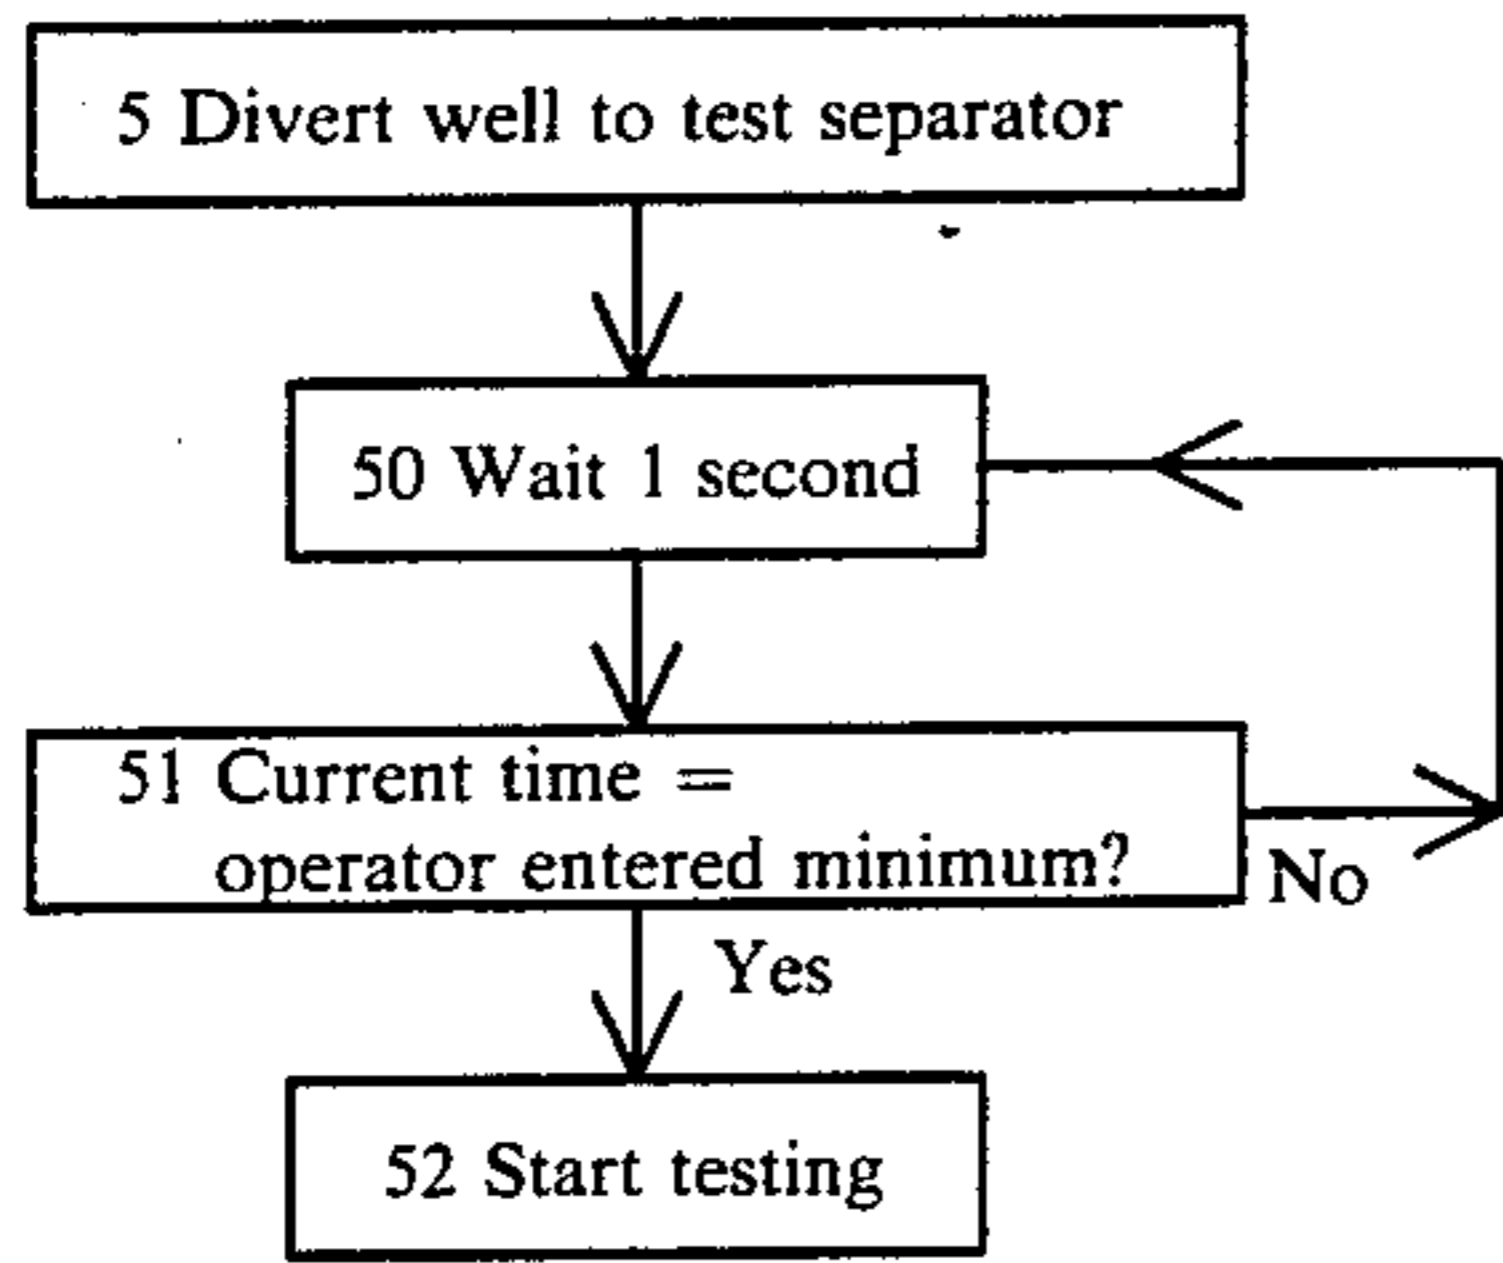 5 Divert well to test separator
50 Wait 1 second
51 Current time =
operator entered minimum?
No
Yes
52 Start testing